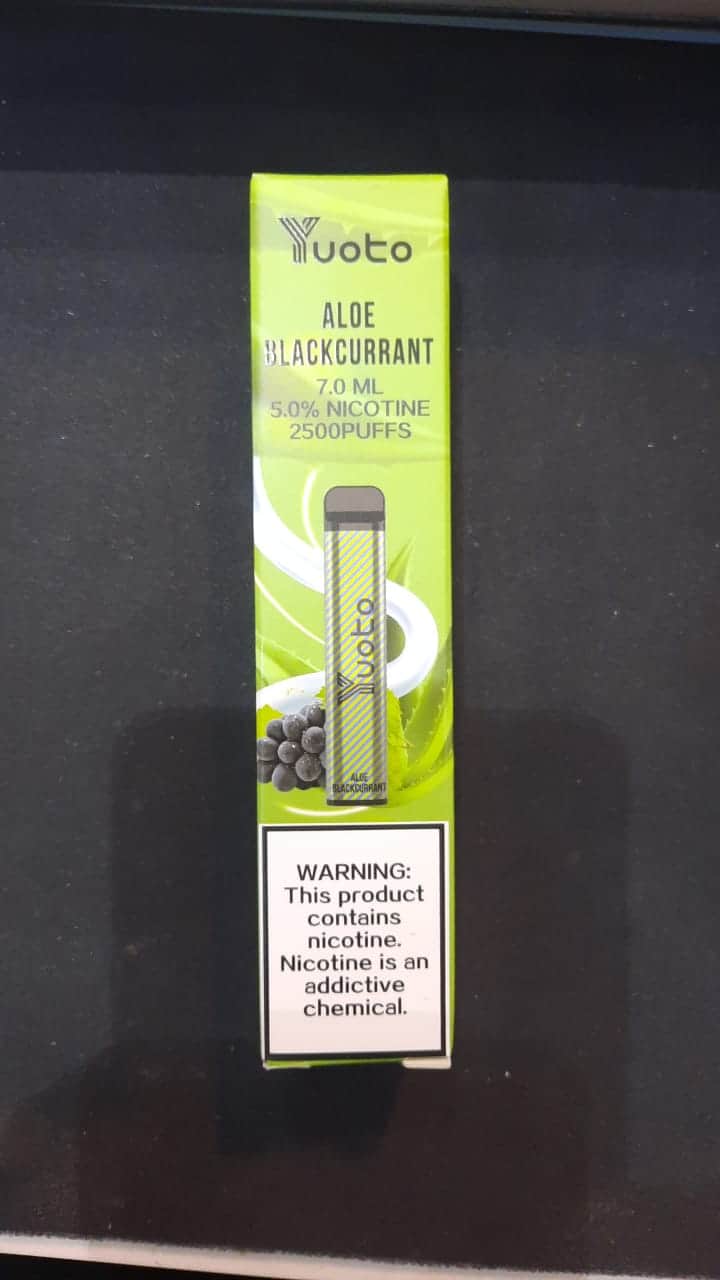 Yuoto
ALOE
BLACKCURRANT
7.0 ML
5.0% NICOTINE
2500PUFFS
Yuoto
ALOE
BLACKCURRANT
WARNING:
This product
contains
nicotine.
Nicotine is an
addictive
chemical.